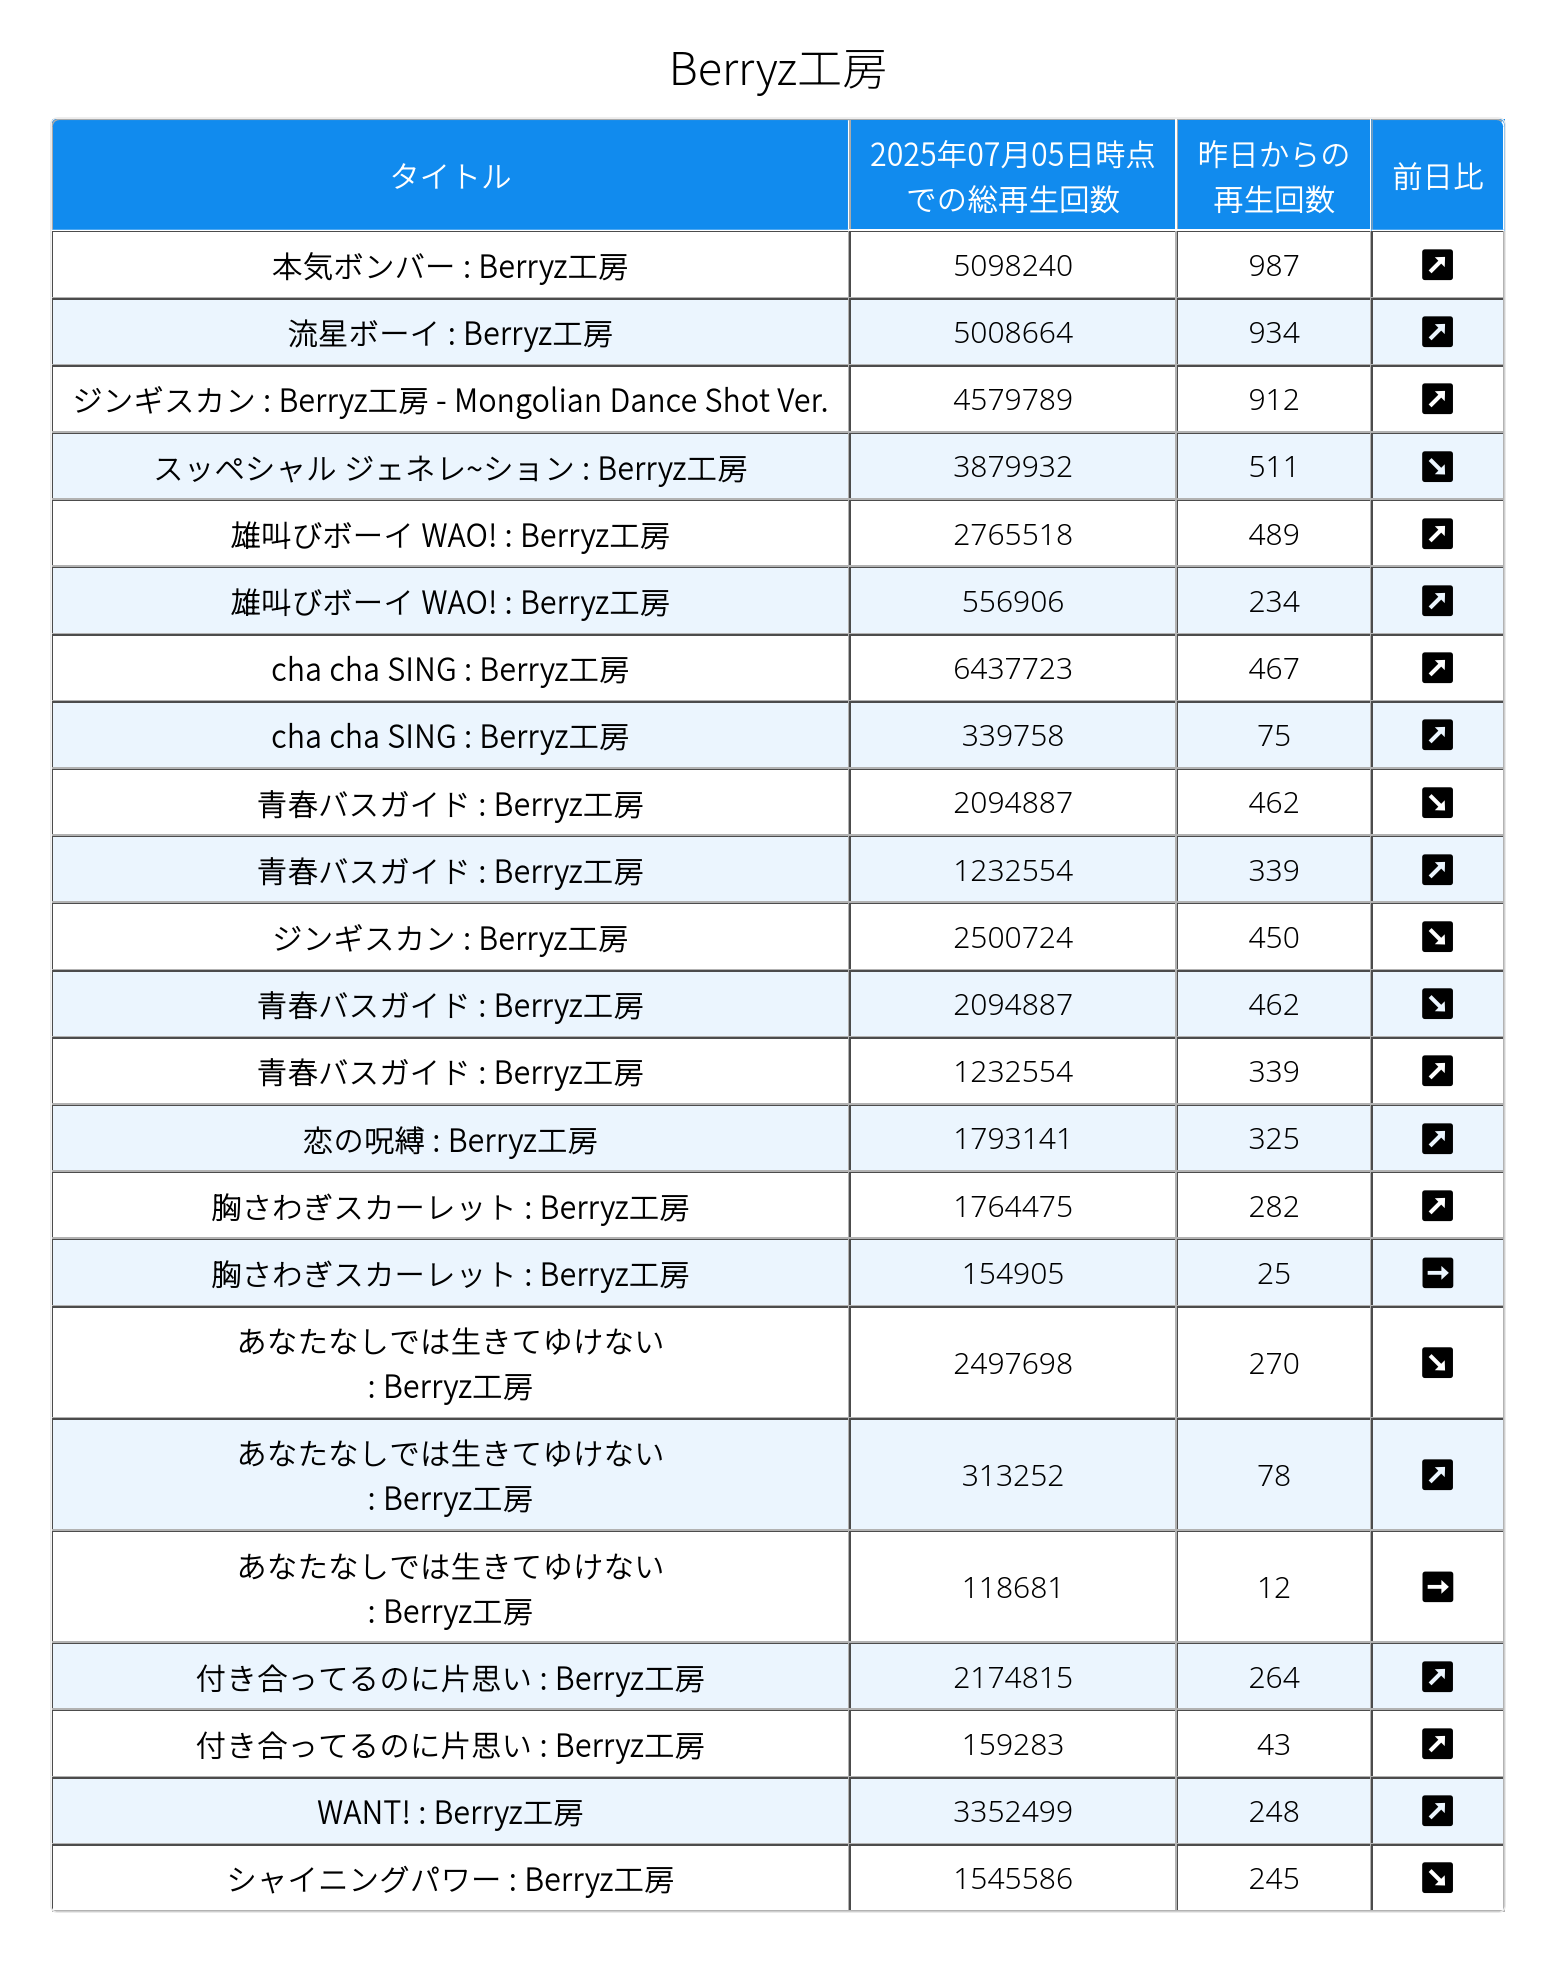 Berryz工房
タイトル 2025年07月05日時点 昨日からの 前日比
での総再生回数 再生回数
本気ボンバー : Berryz工房 5098240 987 ↗
流星ボーイ : Berryz工房 5008664 934 ↗
ジンギスカン : Berryz工房 - Mongolian Dance Shot Ver. 4579789 912 ↗
スッペシャル ジェネレ~ション : Berryz工房 3879932 511 ↘
雄叫びボーイ WAO! : Berryz工房 2765518 489 ↗
雄叫びボーイ WAO! : Berryz工房 556906 234 ↗
cha cha SING : Berryz工房 6437723 467 ↗
cha cha SING : Berryz工房 339758 75 ↗
青春バスガイド : Berryz工房 2094887 462 ↘
青春バスガイド : Berryz工房 1232554 339 ↗
ジンギスカン : Berryz工房 2500724 450 ↘
青春バスガイド : Berryz工房 2094887 462 ↘
青春バスガイド : Berryz工房 1232554 339 ↗
恋の呪縛 : Berryz工房 1793141 325 ↗
胸さわぎスカーレット : Berryz工房 1764475 282 ↗
胸さわぎスカーレット : Berryz工房 154905 25 →
あなたなしでは生きてゆけない
: Berryz工房 2497698 270 ↘
あなたなしでは生きてゆけない
: Berryz工房 313252 78 ↗
あなたなしでは生きてゆけない
: Berryz工房 118681 12 →
付き合ってるのに片思い : Berryz工房 2174815 264 ↗
付き合ってるのに片思い : Berryz工房 159283 43 ↗
WANT! : Berryz工房 3352499 248 ↗
シャイニングパワー : Berryz工房 1545586 245 ↘